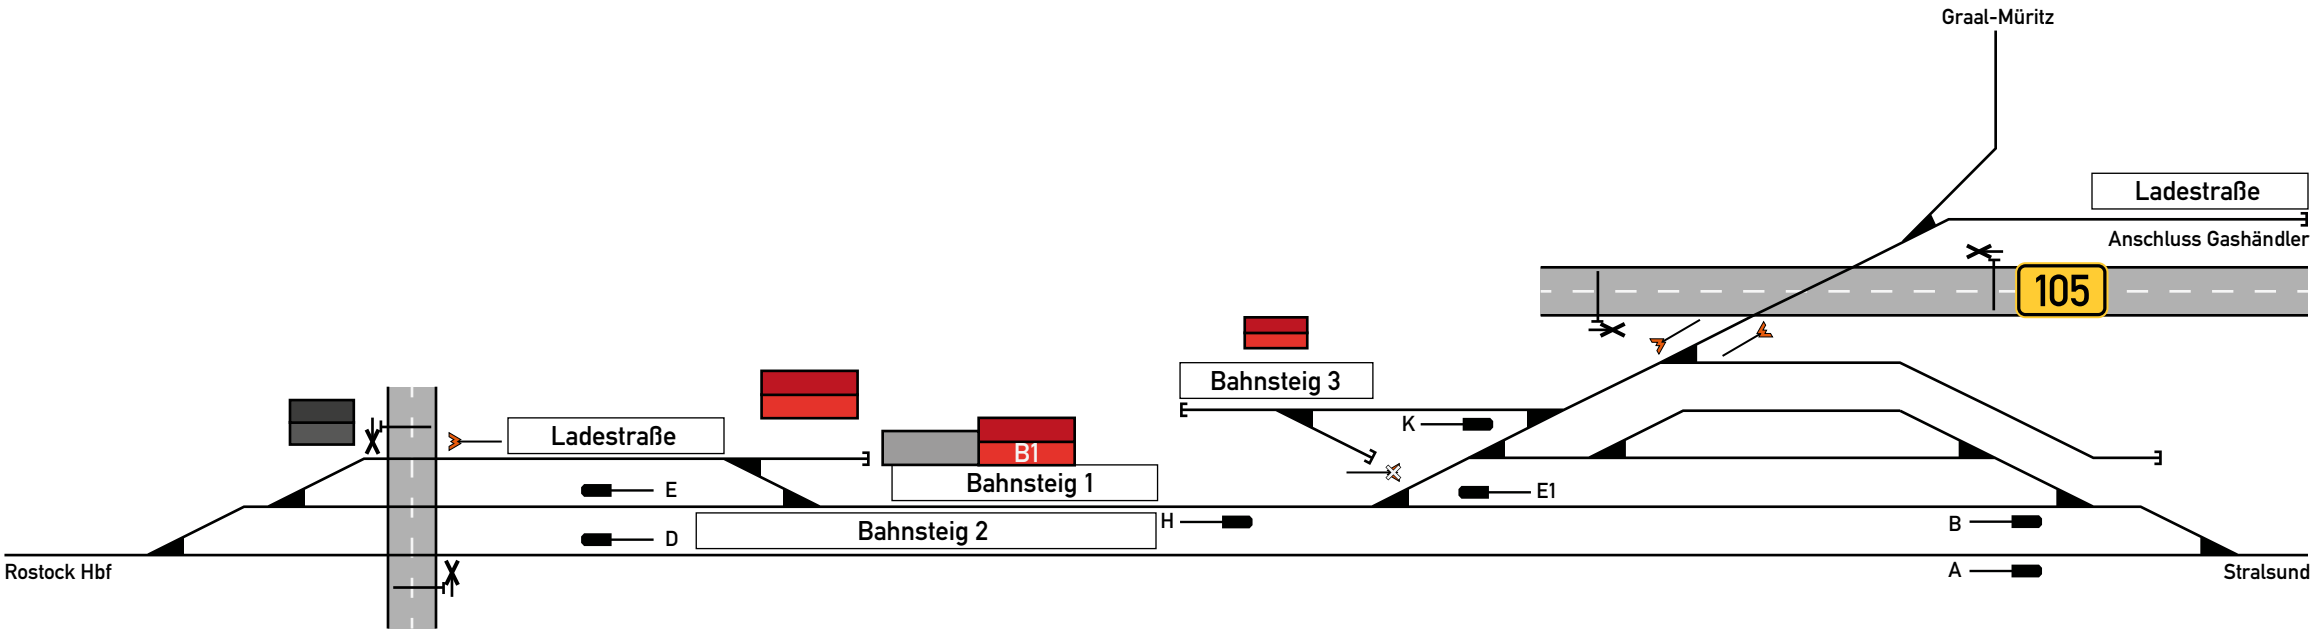 Graal-Müritz
Ladestraße
Anschluss Gashändler
105
Bahnsteig 3
K
Ladestraße
B1
Bahnsteig 1
E
E1
H
B
Bahnsteig 2
D
Rostock Hbf
A
Stralsund